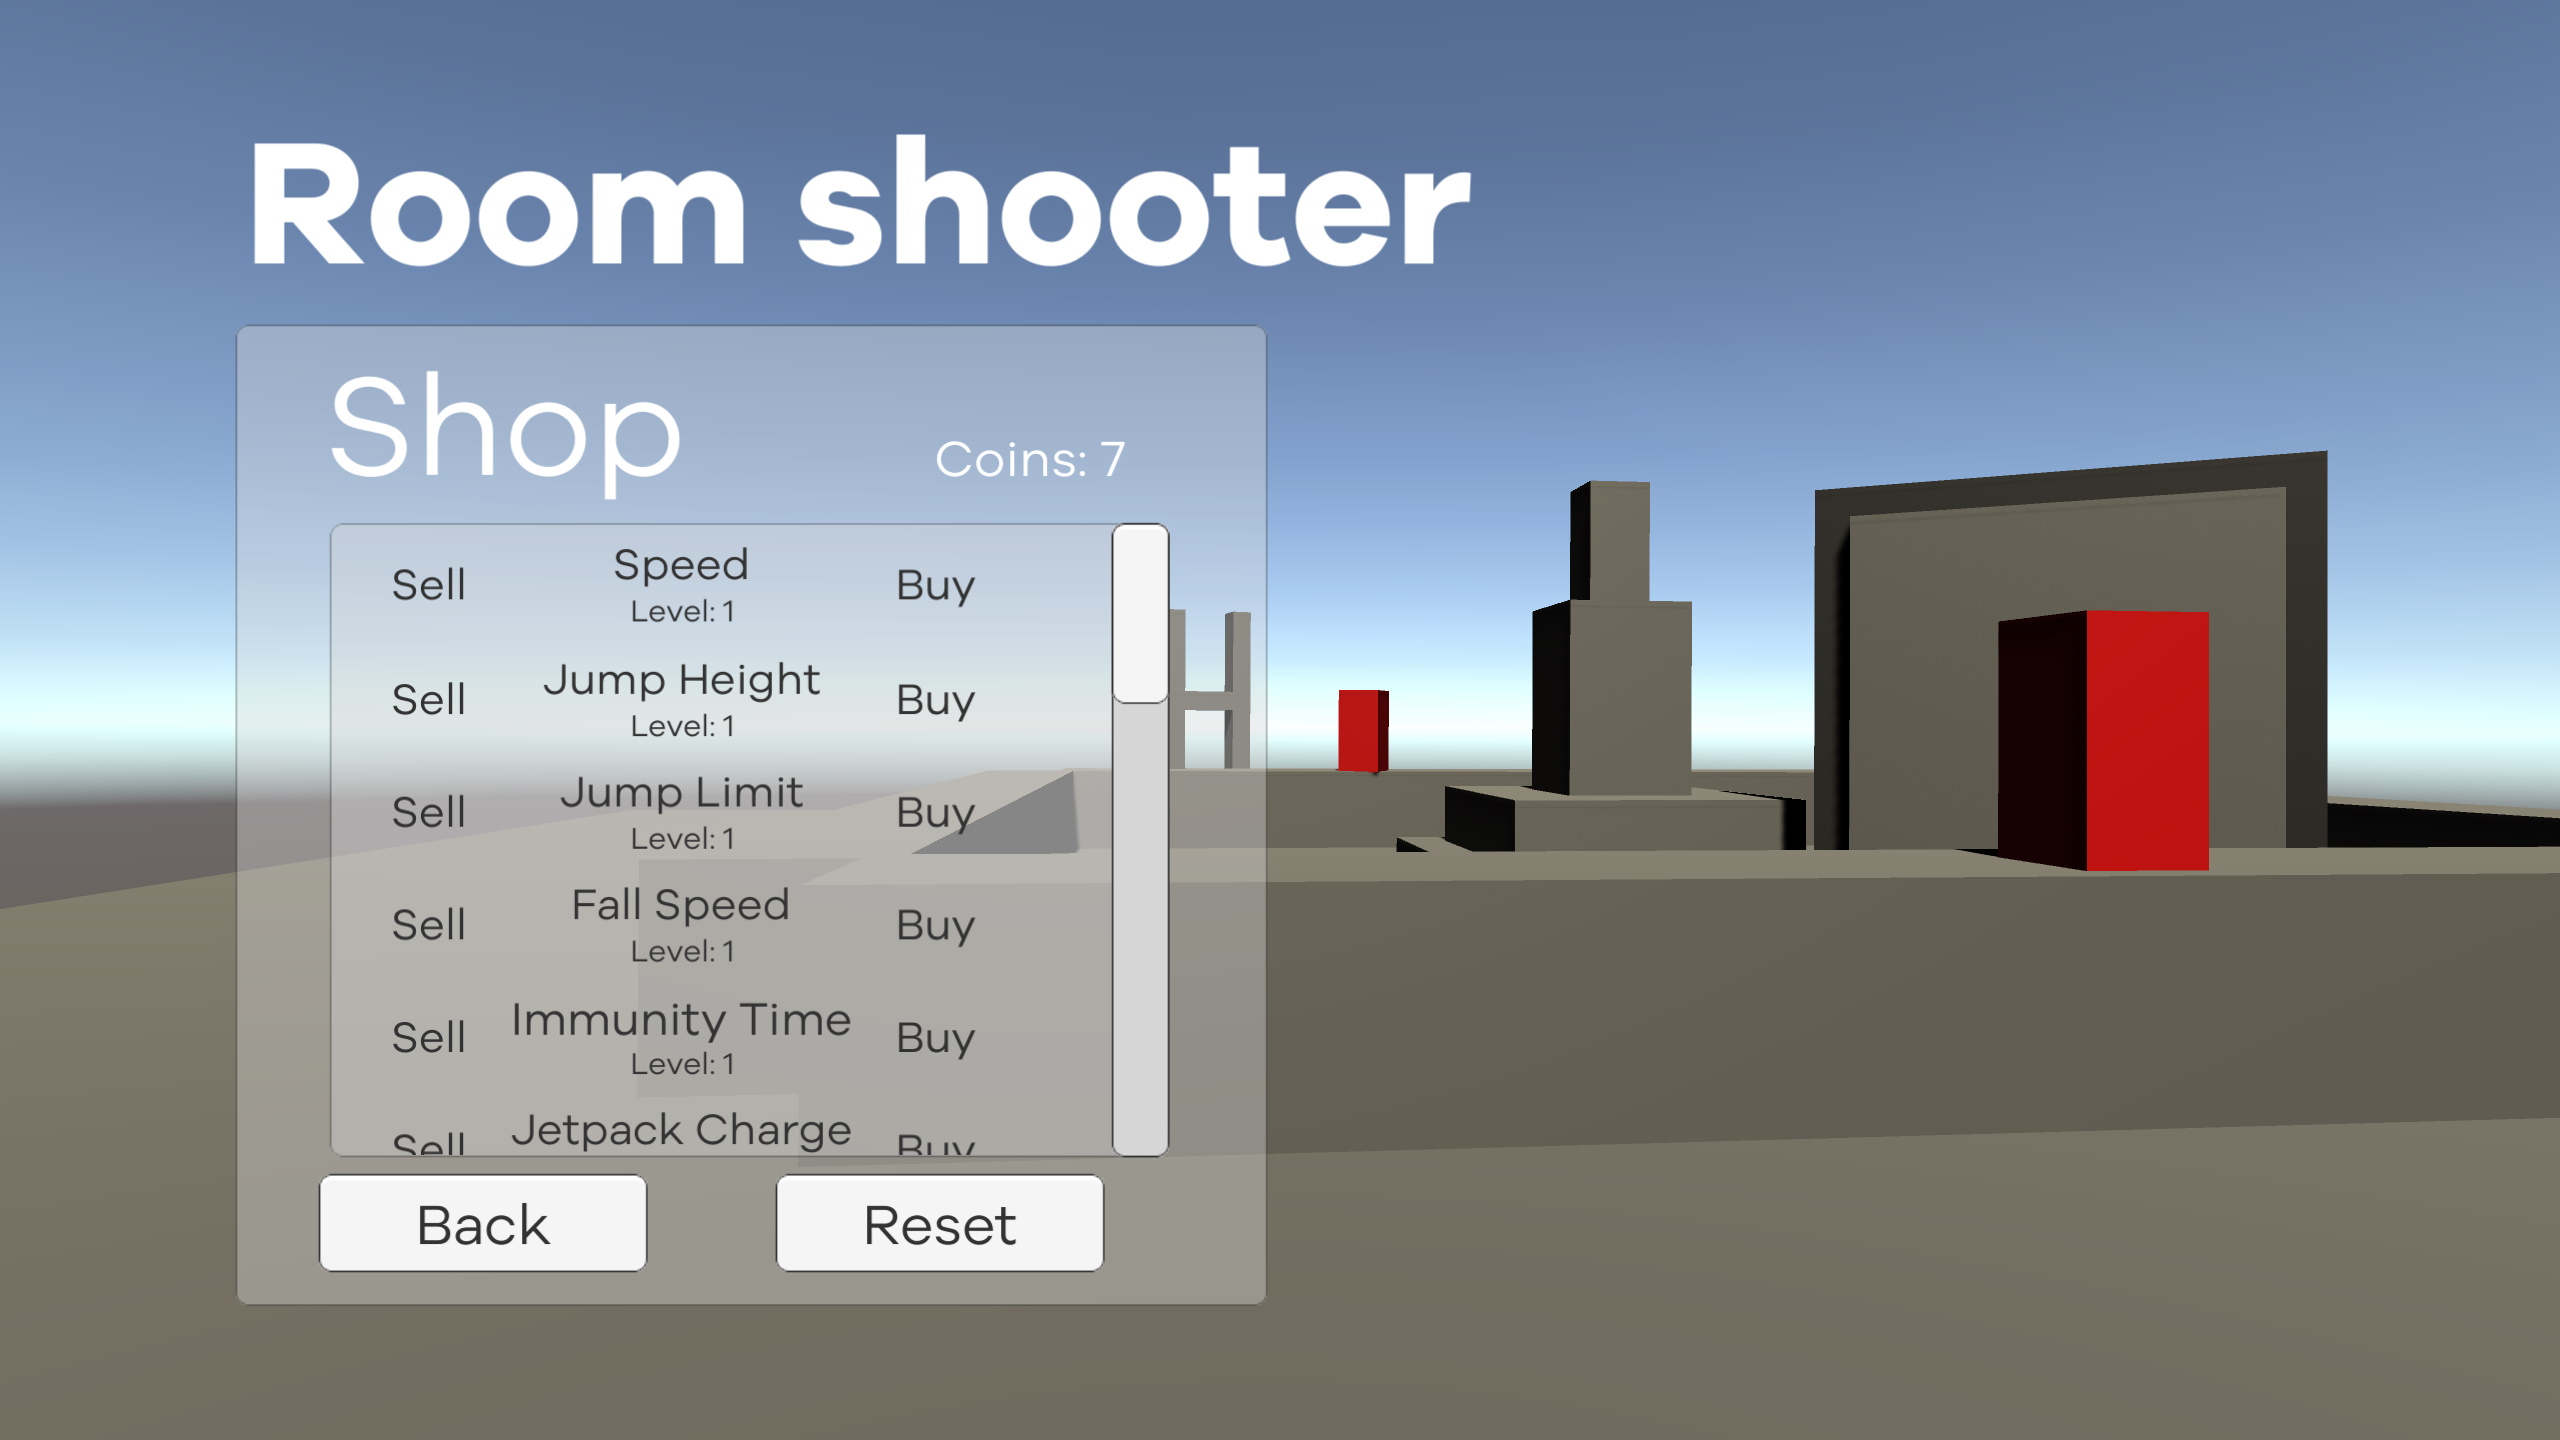 Room shooter
Shop
Coins: 7
Sell Speed Buy
Level: 1
Sell Jump Height Buy
Level: 1
Sell Jump Limit Buy
Level: 1
Sell Fall Speed Buy
Level: 1
Sell Immunity Time Buy
Level: 1
Sell Jetpack Charge Buy
Back Reset